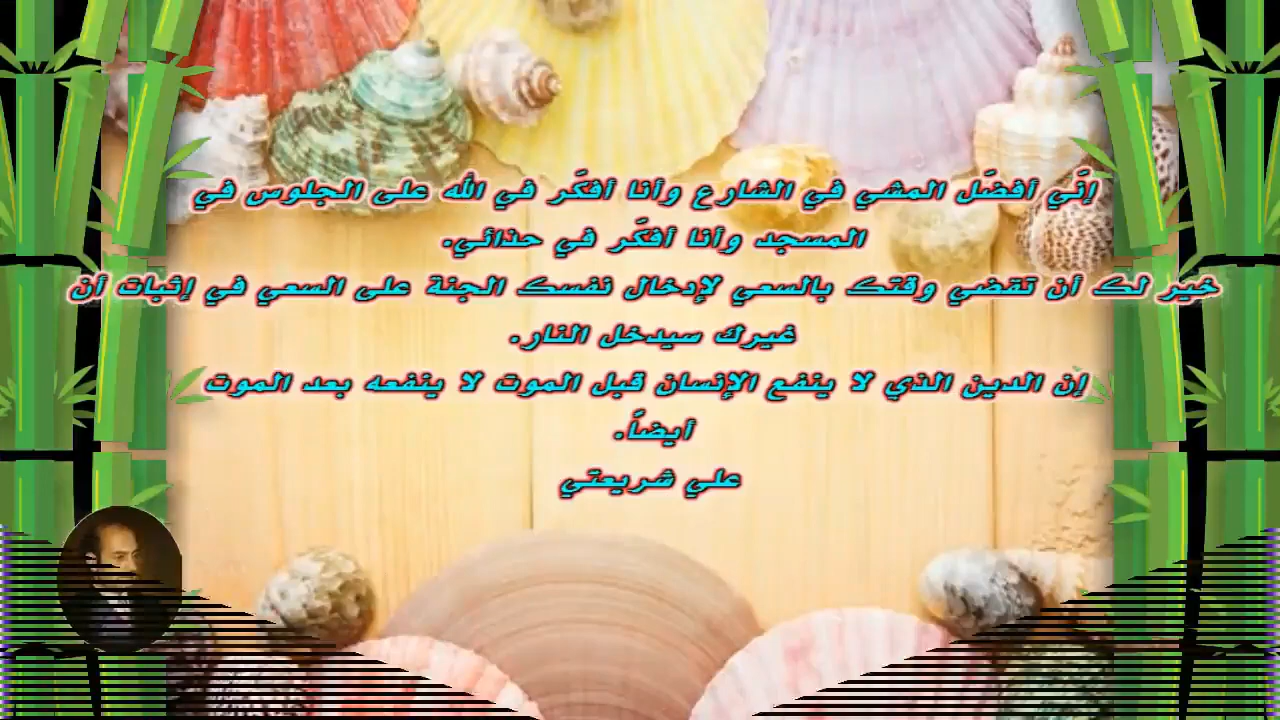 إنّي أفضّل المشي في الشارع وأنا أفكّر في الله على الجلوس في
المسجد وأنا أفكّر في حذائي.
خير لك أن تقضي وقتك بالسعي لإدخال نفسك الجنة على السعي في إثبات أن
غيرك سيدخل النار.
إن الدين الذي لا ينفع الإنسان قبل الموت لا ينفعه بعد الموت
أيضاً.
علي شريعتي